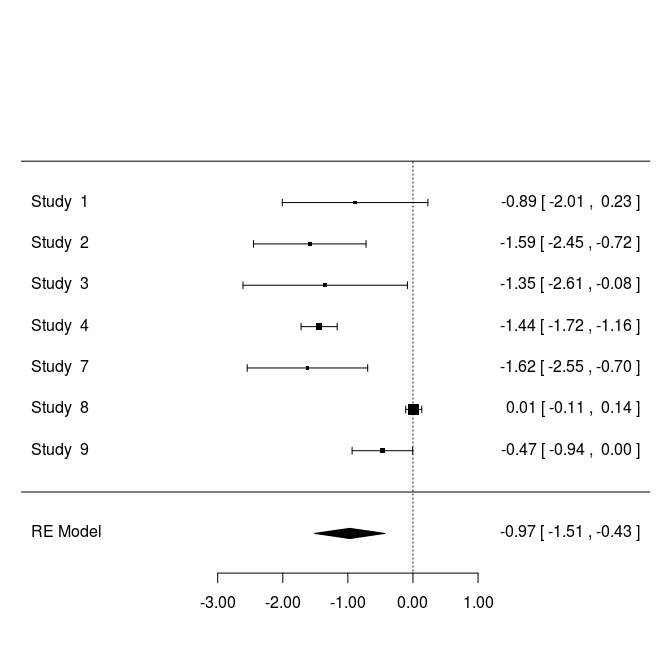 Study 1 -0.89 [ -2.01 , 0.23 ]
Study 2 -1.59 [ -2.45 , -0.72 ]
Study 3 -1.35 [ -2.61 , -0.08 ]
Study 4 -1.44 [ -1.72 , -1.16 ]
Study 7 -1.62 [ -2.55 , -0.70 ]
Study 8 0.01 [ -0.11 , 0.14 ]
Study 9 -0.47 [ -0.94 , 0.00 ]
RE Model -0.97 [ -1.51 , -0.43 ]
-3.00 -2.00 -1.00 0.00 1.00